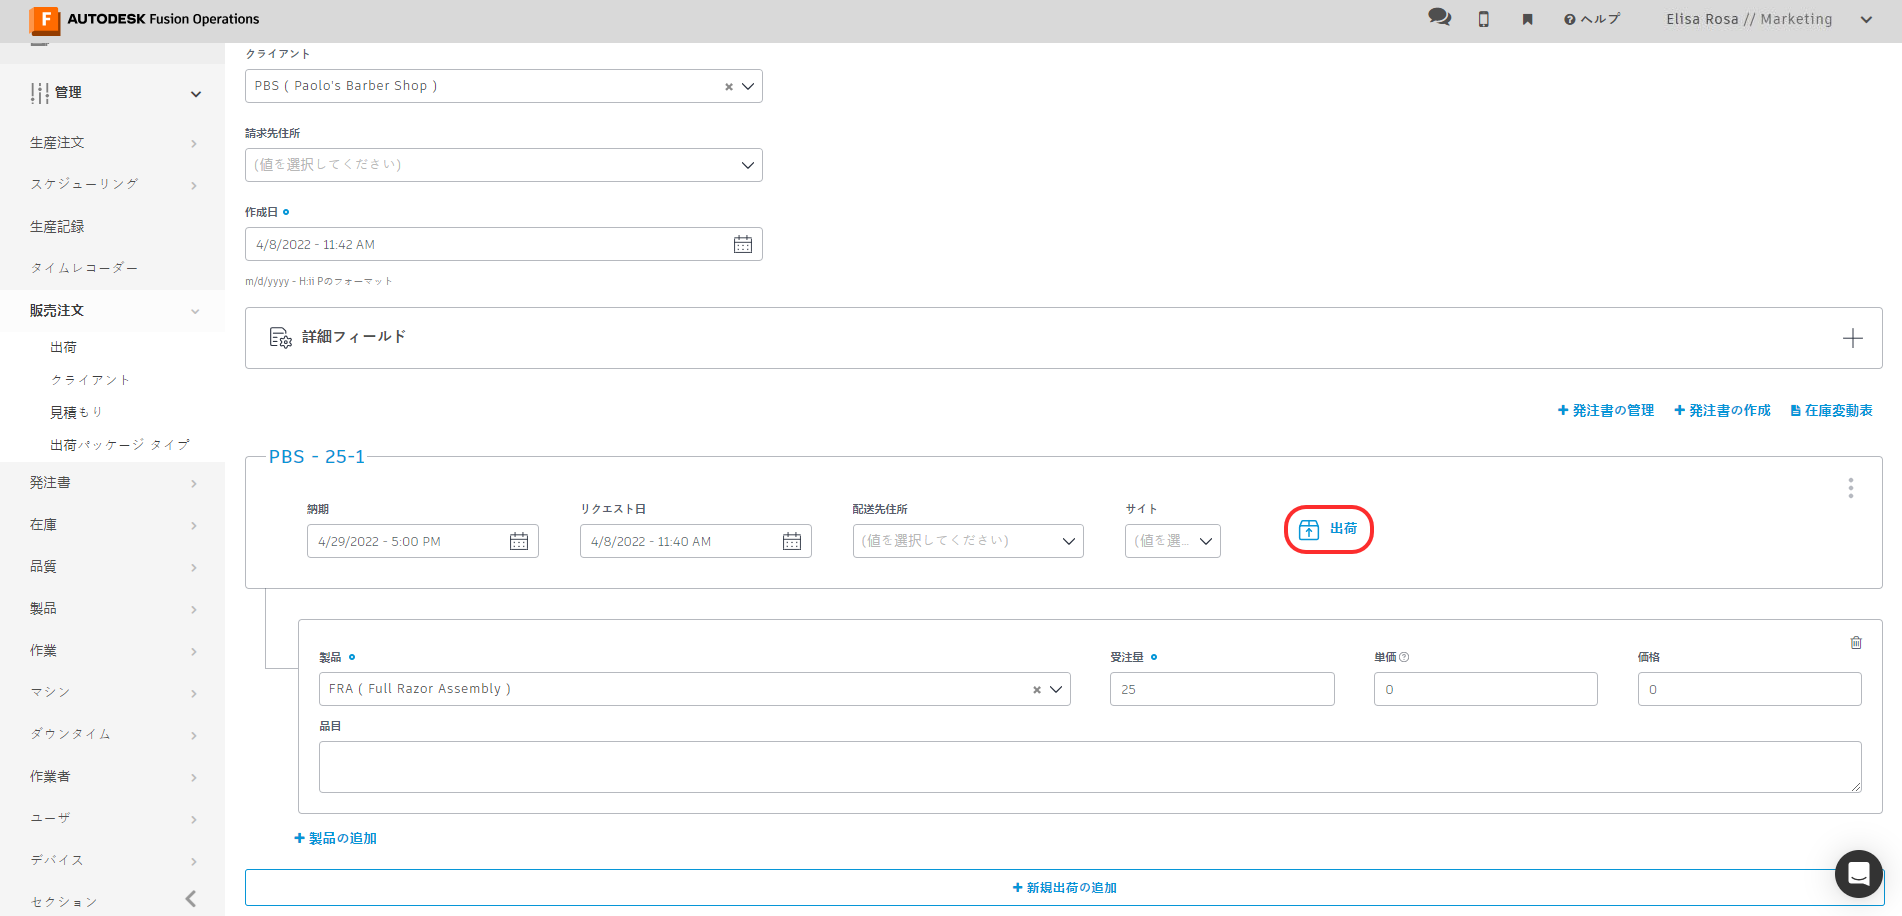 AUTODESK Fusion Operations
ヘルプ
Elisa Rosa // Marketing
管理
生産注文
スケジューリング
生産記録
タイムレコーダー
販売注文
出荷
クライアント
見積もり
出荷パッケージ タイプ
発注書
在庫
品質
製品
作業
マシン
ダウンタイム
作業者
ユーザ
デバイス
セクション
クライアント
PBS ( Paolo's Barber Shop )
請求先住所
(値を選択してください)
作成日
4/8/2022 - 11:42 AM
m/d/yyyy - H:ii Pのフォーマット
詳細フィールド
発注書の管理
発注書の作成
在庫変動表
PBS - 25-1
納期
リクエスト日
配送先住所
サイト
4/29/2022 - 5:00 PM
4/8/2022 - 11:40 AM
(値を選択してください)
(値を選...
出荷
製品
受注量
単価
価格
FRA ( Full Razor Assembly )
25
0
0
品目
製品の追加
新規出荷の追加